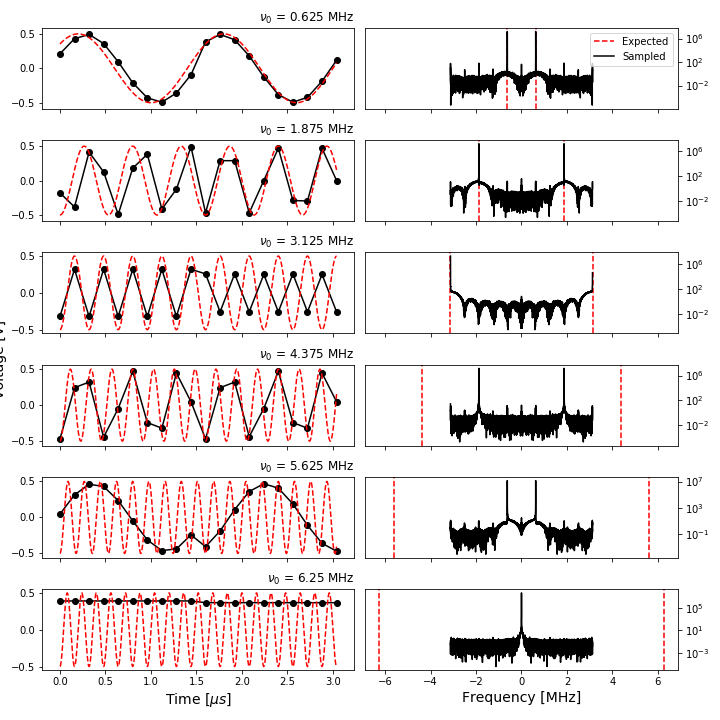 ν₀ = 0.625 MHz
0.5
0.0
−0.5
Expected
Sampled
10⁶
10²
10⁻²
ν₀ = 1.875 MHz
0.5
0.0
−0.5
10⁶
10²
10⁻²
ν₀ = 3.125 MHz
0.5
0.0
−0.5
10⁶
10²
10⁻²
Voltage [V]
ν₀ = 4.375 MHz
0.5
0.0
−0.5
10⁶
10²
10⁻²
ν₀ = 5.625 MHz
0.5
0.0
−0.5
10⁷
10³
10⁻¹
ν₀ = 6.25 MHz
0.5
0.0
−0.5
10⁵
10¹
10⁻³
0.0 0.5 1.0 1.5 2.0 2.5 3.0
−6 −4 −2 0 2 4 6
Time [μs]
Frequency [MHz]